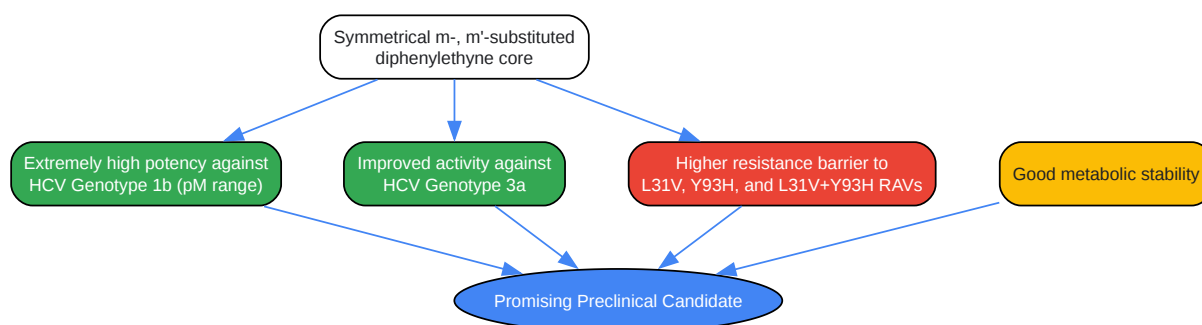 Symmetrical m-, m'-substituted
diphenylethyne core
Extremely high potency against
HCV Genotype 1b (pM range)
Improved activity against
HCV Genotype 3a
Higher resistance barrier to
L31V, Y93H, and L31V+Y93H RAVs
Good metabolic stability
Promising Preclinical Candidate